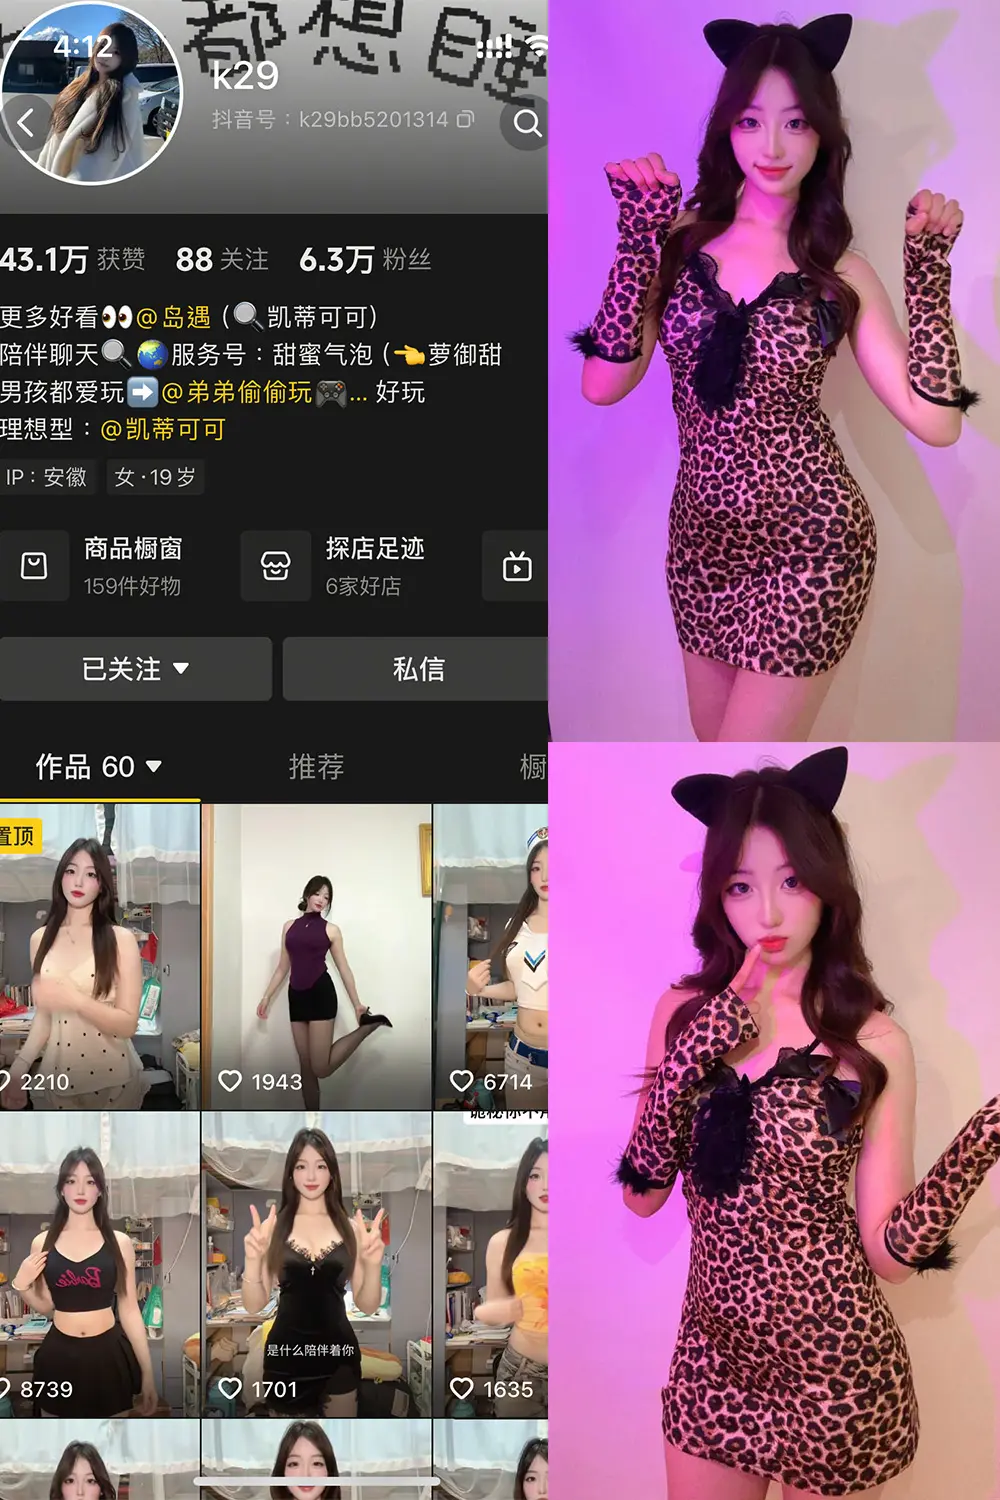 都想睡
4:12
k29
抖音号：k29bb5201314
43.1万 获赞 88 关注 6.3万 粉丝
更多好看👀@岛遇（🔍凯蒂可可）
陪伴聊天🔍🌏服务号：甜蜜气泡（👈萝御甜
男孩都爱玩➡️@弟弟偷偷玩🎮... 好玩
理想型：@凯蒂可可
IP：安徽 女·19岁
商品橱窗 探店足迹
159件好物 6家好店
已关注 私信
作品 60 推荐 橱
置顶
2210 1943 6714
Barbie
是什么陪伴着你
8739 1701 1635